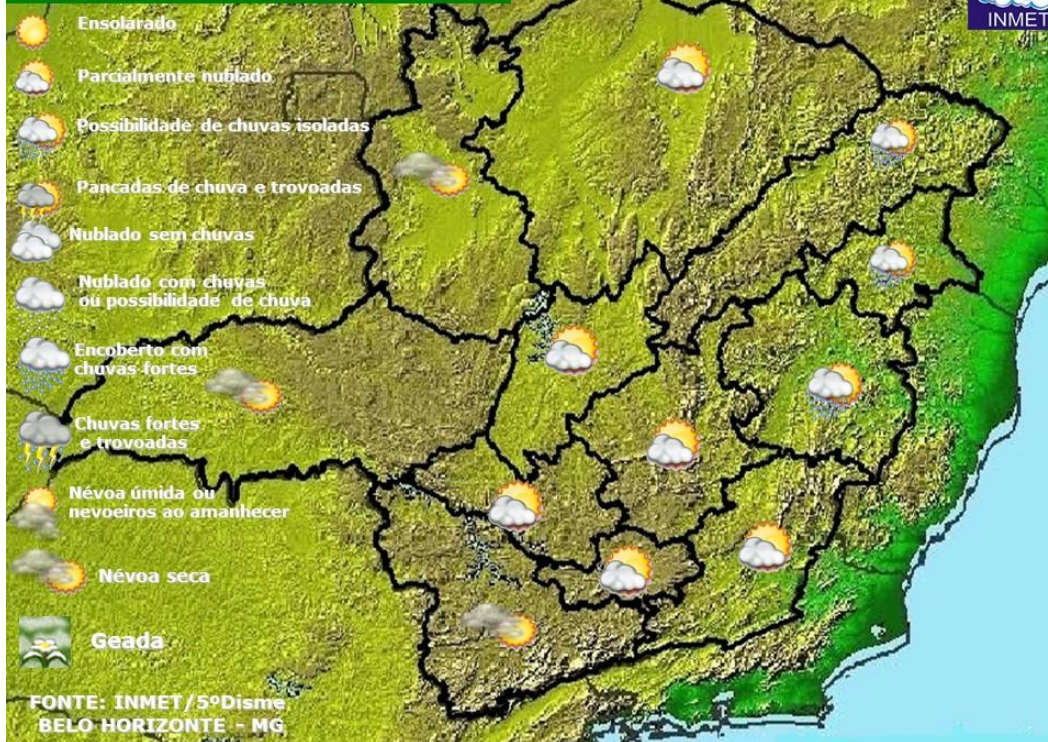 INMET
Ensolarado
Parcialmente nublado
Possibilidade de chuvas isoladas
Pancadas de chuva e trovoadas
Nublado sem chuvas
Nublado com chuvas
ou possibilidade de chuva
Encoberto com
chuvas fortes
Chuvas fortes
e trovoadas
Névoa úmida ou
nevoeiros ao amanhecer
Névoa seca
Geada
FONTE: INMET/5ºDisme
BELO HORIZONTE - MG